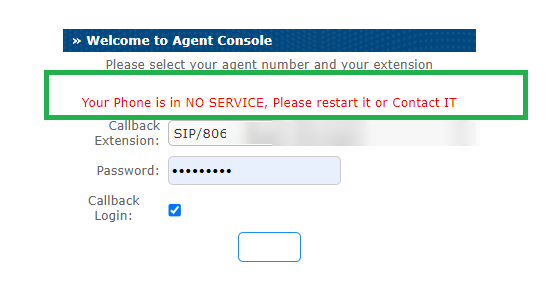 » Welcome to Agent Console
Please select your agent number and your extension
Your Phone is in NO SERVICE, Please restart it or Contact IT
Callback
Extension:
SIP/806
Password:
•••••••••
Callback
Login: